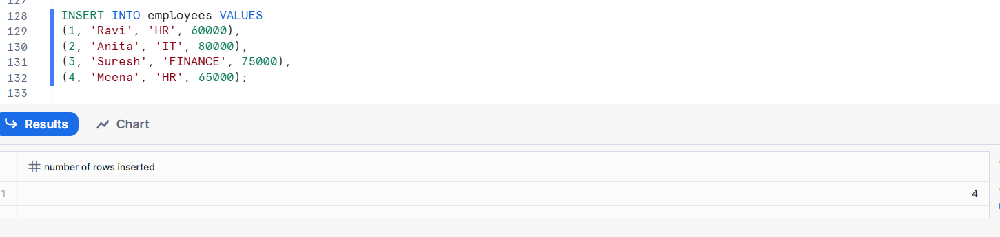 127
128 INSERT INTO employees VALUES
129 (1, 'Ravi', 'HR', 60000),
130 (2, 'Anita', 'IT', 80000),
131 (3, 'Suresh', 'FINANCE', 75000),
132 (4, 'Meena', 'HR', 65000);
133
Results Chart
number of rows inserted
1 4